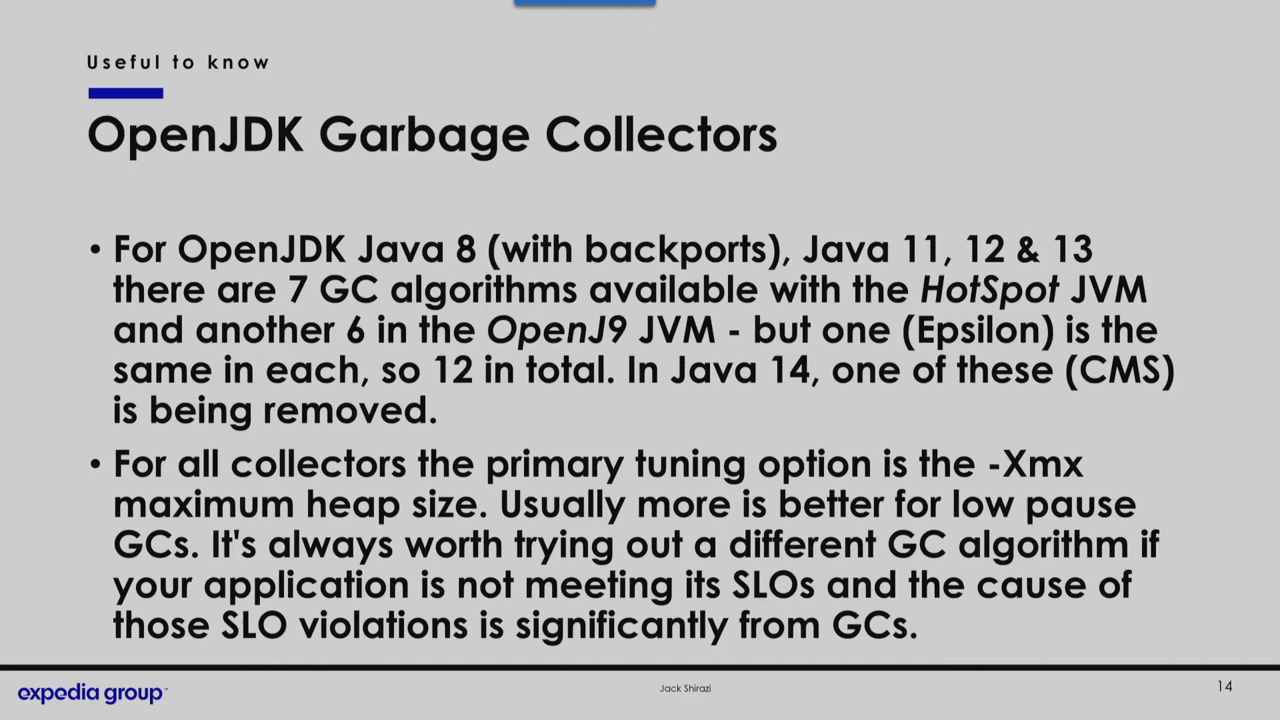 Useful to know
OpenJDK Garbage Collectors
• For OpenJDK Java 8 (with backports), Java 11, 12 & 13
there are 7 GC algorithms available with the HotSpot JVM
and another 6 in the OpenJ9 JVM - but one (Epsilon) is the
same in each, so 12 in total. In Java 14, one of these (CMS)
is being removed.
• For all collectors the primary tuning option is the -Xmx
maximum heap size. Usually more is better for low pause
GCs. It's always worth trying out a different GC algorithm if
your application is not meeting its SLOs and the cause of
those SLO violations is significantly from GCs.
expedia group™
Jack Shirazi
14